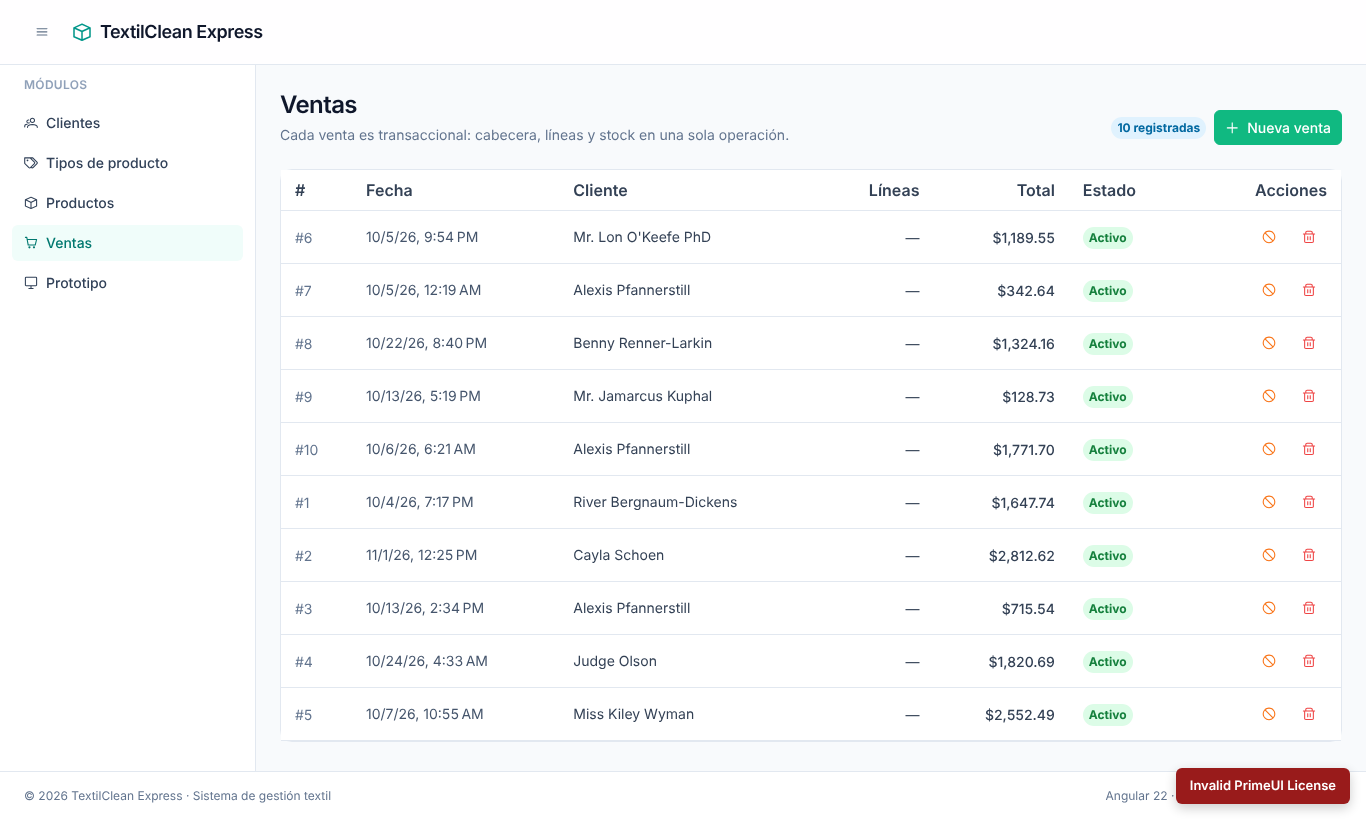 TextilClean Express
MÓDULOS
Clientes
Tipos de producto
Productos
Ventas
Prototipo
Ventas
Cada venta es transaccional: cabecera, líneas y stock en una sola operación.
10 registradas
Nueva venta
# Fecha Cliente Líneas Total Estado Acciones
#6 10/5/26, 9:54 PM Mr. Lon O'Keefe PhD — $1,189.55 Activo
#7 10/5/26, 12:19 AM Alexis Pfannerstill — $342.64 Activo
#8 10/22/26, 8:40 PM Benny Renner-Larkin — $1,324.16 Activo
#9 10/13/26, 5:19 PM Mr. Jamarcus Kuphal — $128.73 Activo
#10 10/6/26, 6:21 AM Alexis Pfannerstill — $1,771.70 Activo
#1 10/4/26, 7:17 PM River Bergnaum-Dickens — $1,647.74 Activo
#2 11/1/26, 12:25 PM Cayla Schoen — $2,812.62 Activo
#3 10/13/26, 2:34 PM Alexis Pfannerstill — $715.54 Activo
#4 10/24/26, 4:33 AM Judge Olson — $1,820.69 Activo
#5 10/7/26, 10:55 AM Miss Kiley Wyman — $2,552.49 Activo
© 2026 TextilClean Express · Sistema de gestión textil
Angular 22 ·
Invalid PrimeUI License